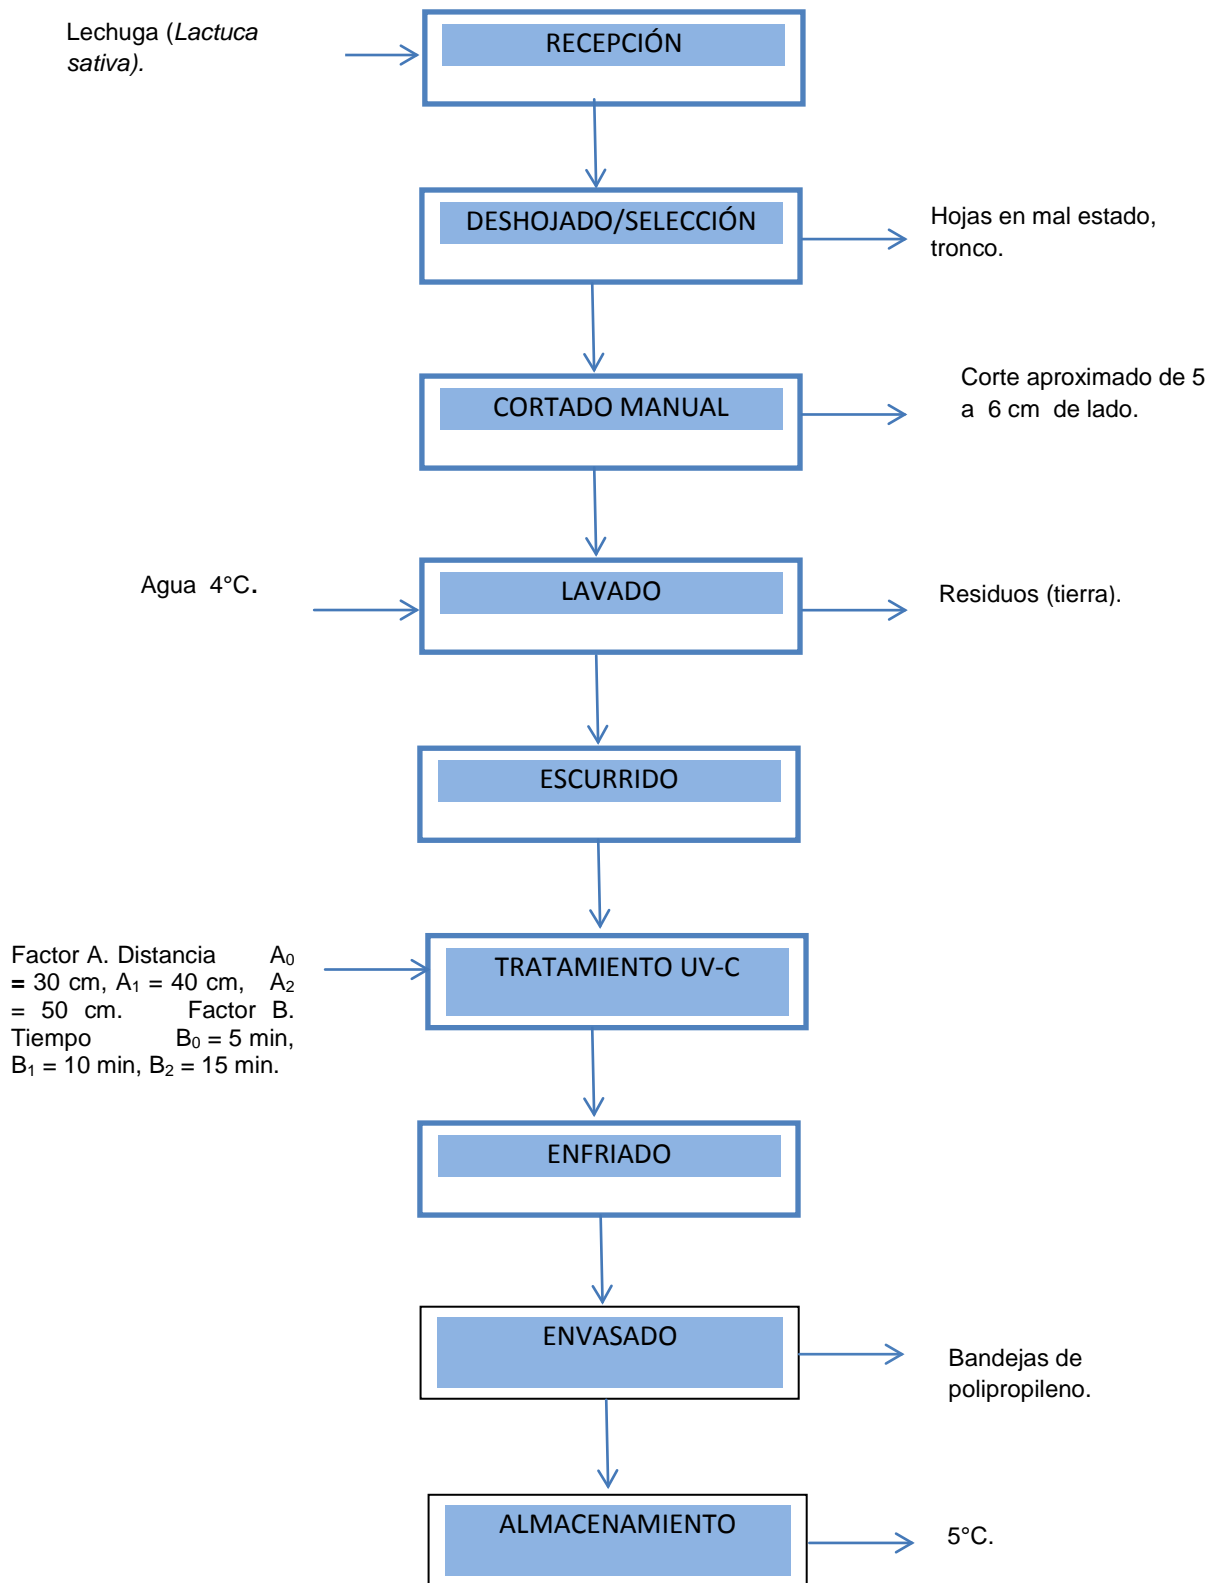 Lechuga (Lactuca
sativa).
RECEPCIÓN
DESHOJADO/SELECCIÓN
Hojas en mal estado,
tronco.
CORTADO MANUAL
Corte aproximado de 5
a 6 cm de lado.
Agua 4°C.
LAVADO
Residuos (tierra).
ESCURRIDO
Factor A. Distancia A₀
= 30 cm, A₁ = 40 cm, A₂
= 50 cm. Factor B.
Tiempo B₀ = 5 min,
B₁ = 10 min, B₂ = 15 min.
TRATAMIENTO UV-C
ENFRIADO
ENVASADO
Bandejas de
polipropileno.
ALMACENAMIENTO
5°C.